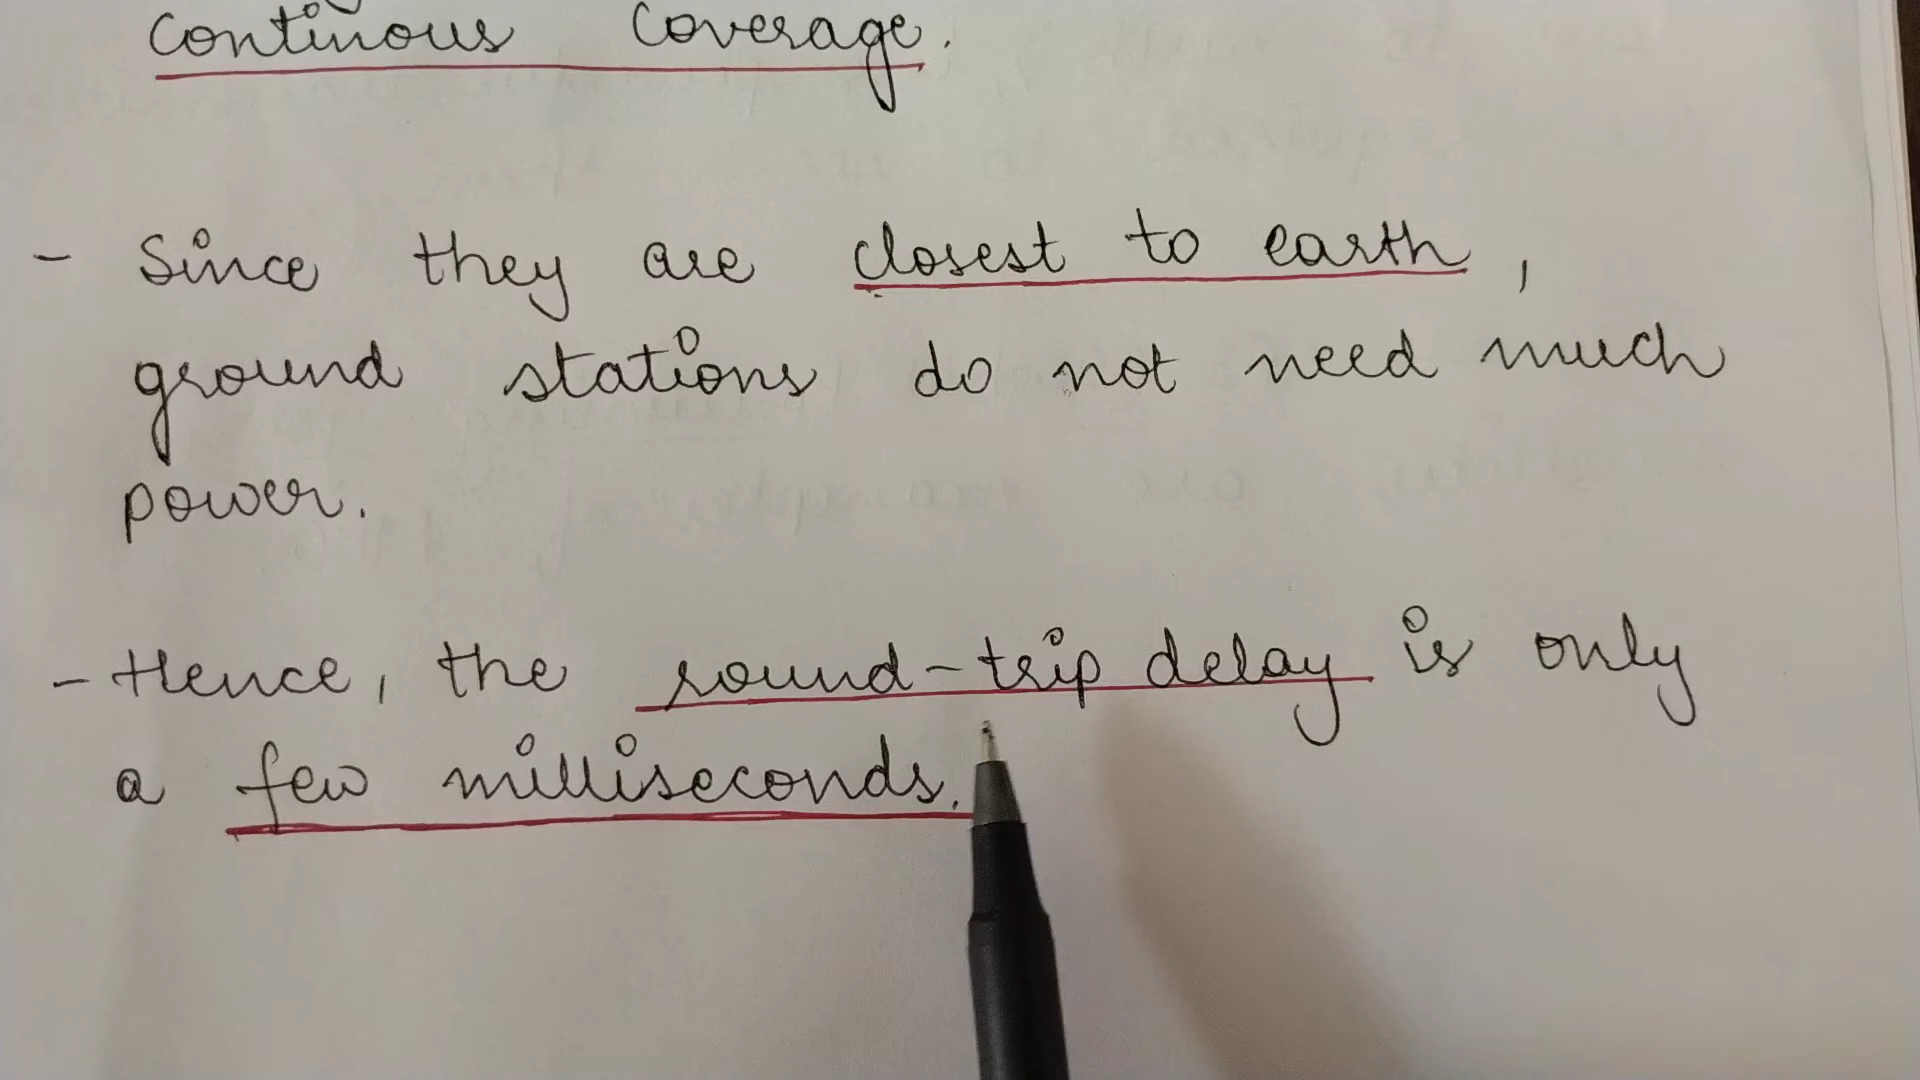 continous coverage.
- Since they are closest to earth,
ground stations do not need much
power.
- Hence, the round-trip delay is only
a few milliseconds.